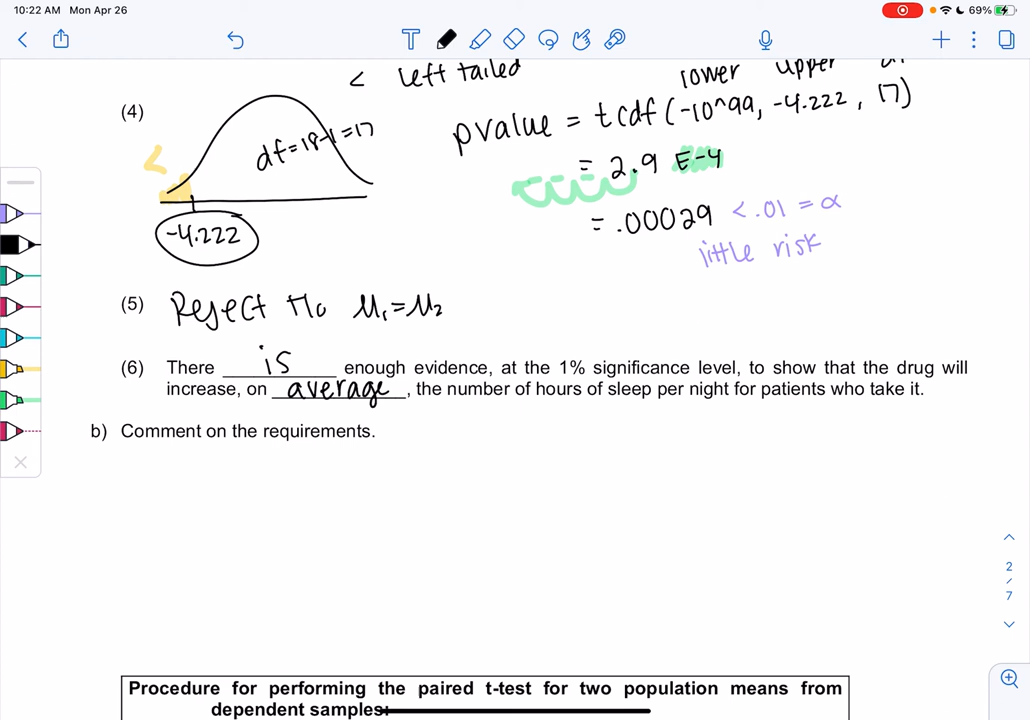 10:22 AM Mon Apr 26
69%
< left tailed
lower upper
(4)
df=18-1=17
pvalue = tcdf(-10^99, -4.222, 17)
<
= 2.9 E-4
-4.222
= .00029 < .01 = α
little risk
(5) Reject Ho μ1=μ2
(6) There is enough evidence, at the 1% significance level, to show that the drug will
increase, on average, the number of hours of sleep per night for patients who take it.
b) Comment on the requirements.
2
/
7
Procedure for performing the paired t-test for two population means from
dependent samples